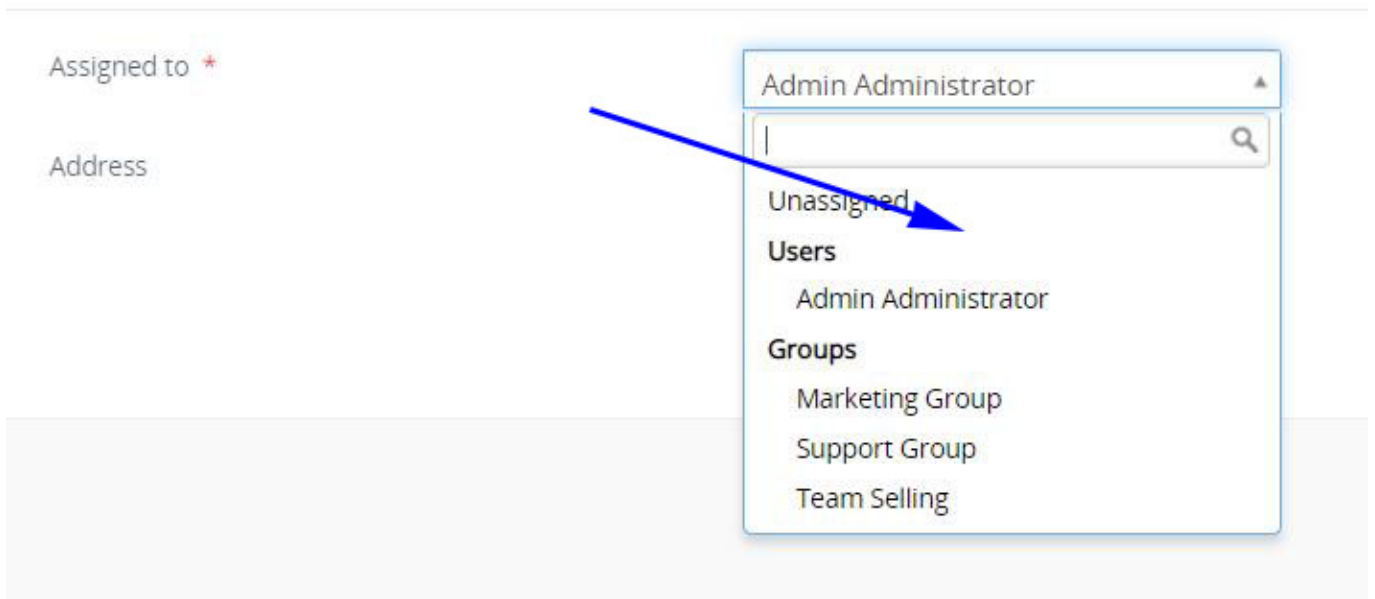 Assigned to *
Admin Administrator
Address
Unassigned
Users
Admin Administrator
Groups
Marketing Group
Support Group
Team Selling